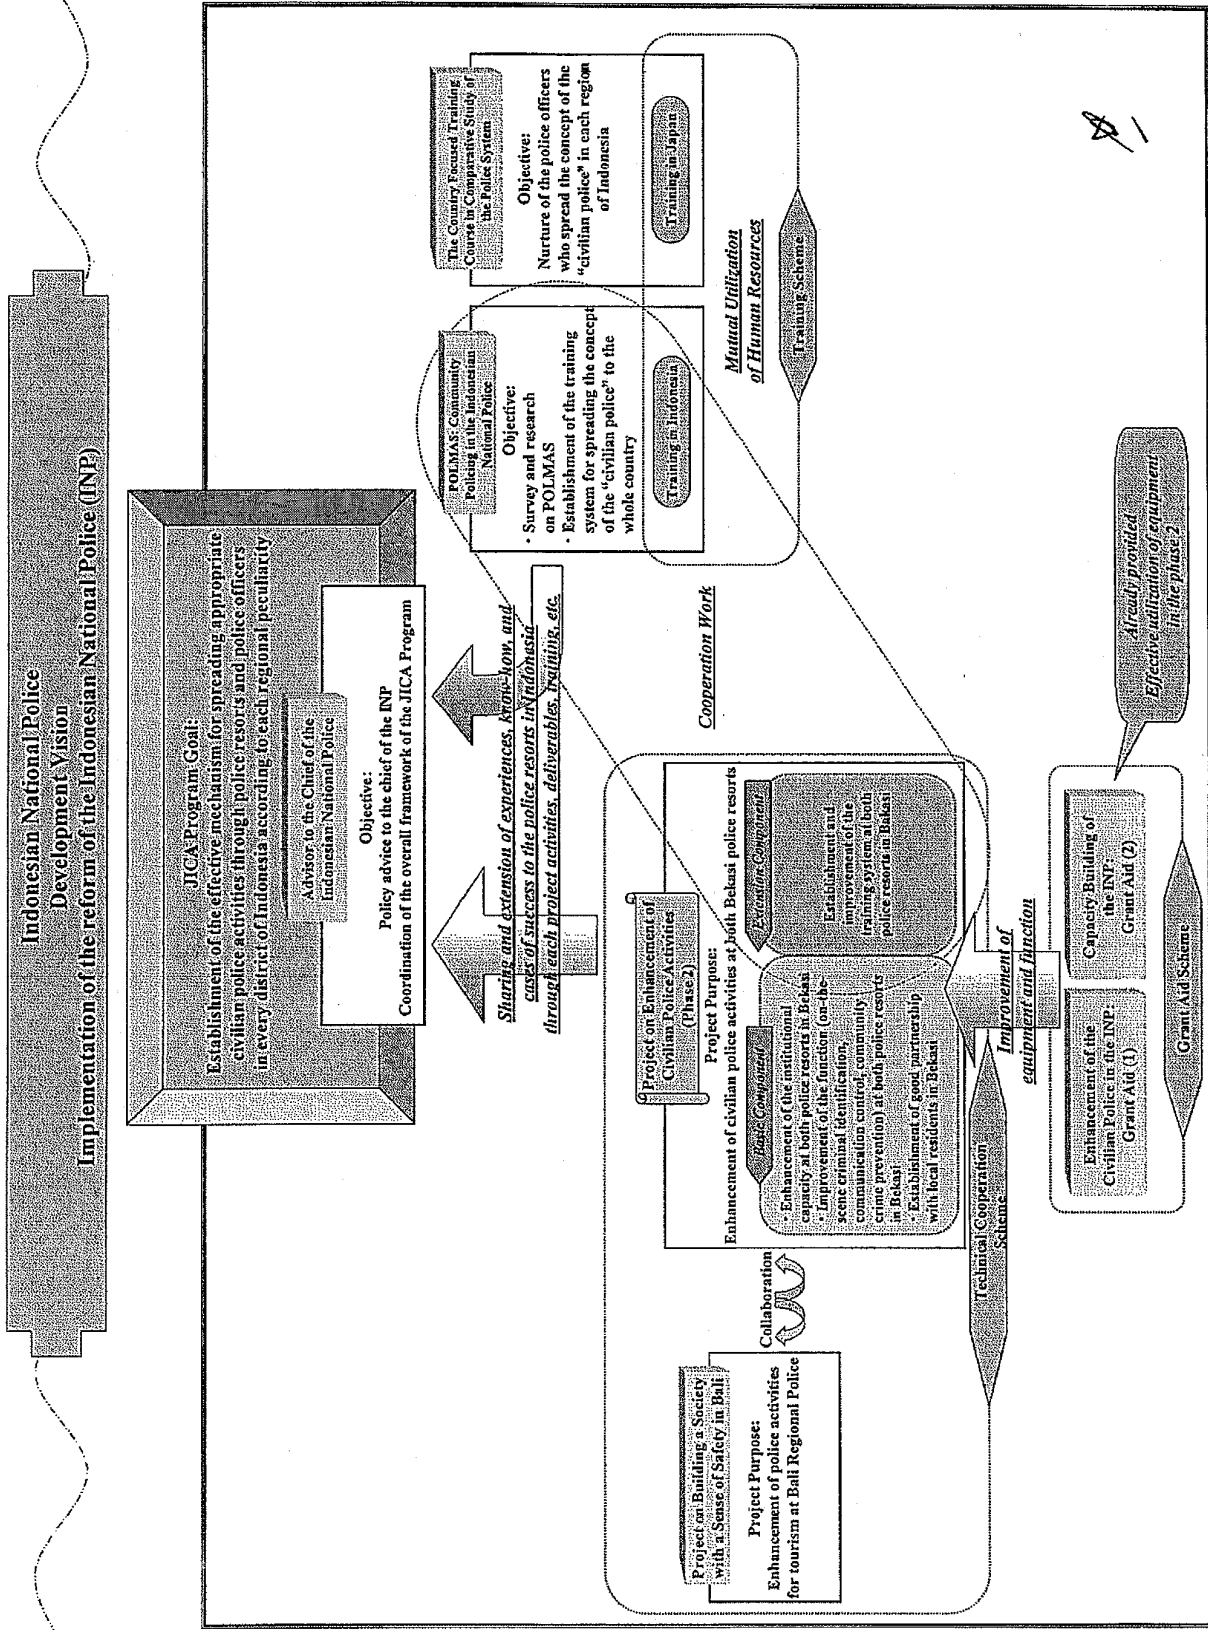 Indonesian National Police
Development Vision
Implementation of the reform of the Indonesian National Police (INP)
JICA Program Goal:
Establishment of the effective mechanism for spreading appropriate
civilian police activities through police resorts and police officers
in every district of Indonesia according to each regional peculiarity
Advisor to the Chief of the
Indonesian National Police
Objective:
Policy advice to the chief of the INP
Coordination of the overall framework of the JICA Program
Sharing and extension of experiences, know-how, and
cases of success to the police resorts in Indonesia
through each project activities, deliverables, training, etc.
Project on Building a Society
with a Sense of Safety in Bali
Project Purpose:
Enhancement of police activities
for tourism at Bali Regional Police
Collaboration
Project on Enhancement of
Civilian Police Activities
(Phase2)
Project Purpose:
Enhancement of civilian police activities at both Bekasi police resorts
Basic Component
・Enhancement of the institutional
capacity at both police resorts in Bekasi
・Improvement of the function (on-the-
scene criminal identificaion,
communication control, community
crime prevention) at both police resorts
in Bekasi
・Establishment of good partnership
with local residents in Bekasi
Extension Component
Establishment and
improvement of the
training system at both
police resorts in Bakasi
Technical Cooperation
Scheme
Improvement of
equipment and function
Enhancement of the
Civilian Police in the INP:
Grant Aid (1)
Capacity Building of
the INP:
Grant Aid (2)
Grant Aid Scheme
Already provided
Effective utilization of equipment
in the phase 2
Cooperation Work
POLMAS: Community
Policing in the Indonesian
National Police
Objective:
・Survey and research
on POLMAS
・Establishment of the training
system for spreading the concept
of the "civilian police" to the
whole country
Training in Indonesia
The Country Focused Training
Course in Comparative Study of
the Police System
Objective:
Nurture of the police officers
who spread the concept of the
"civilian police" in each region
of Indonesia
Training in Japan
Mutual Utilization
of Human Resources
Training Scheme